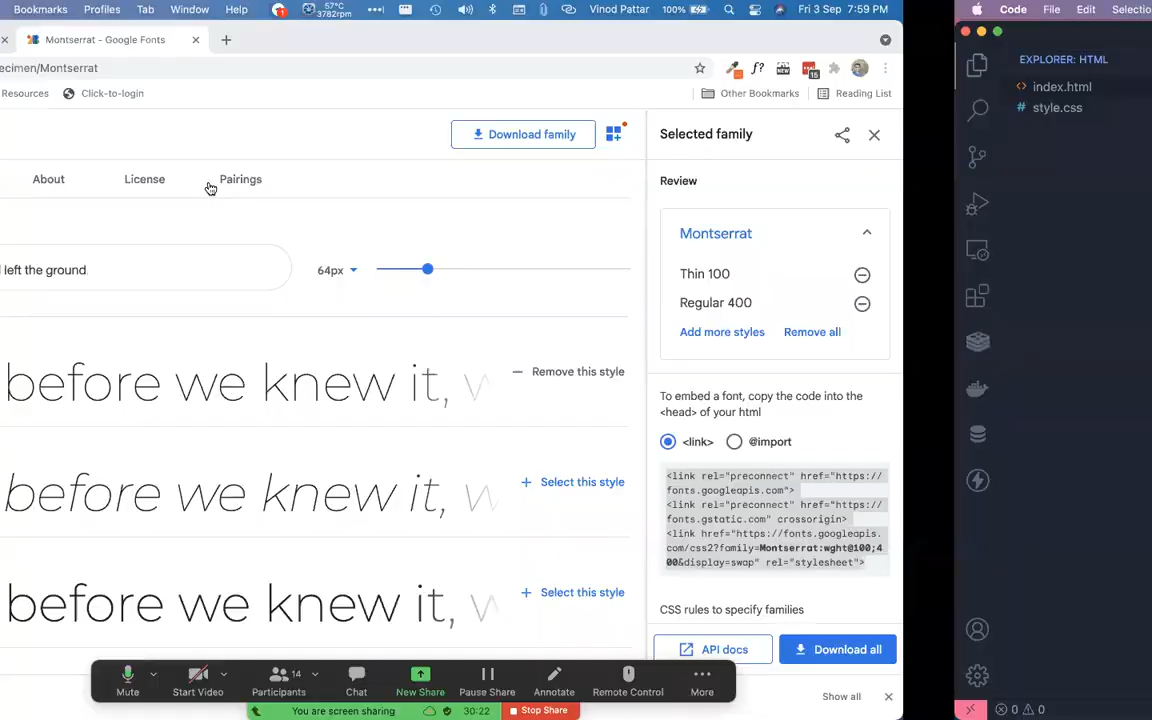 Bookmarks Profiles Tab Window Help 1 57°C 3782rpm Vinod Pattar 100% Fri 3 Sep 7:59 PM
Code File Edit Selectio
Montserrat - Google Fonts
ecimen/Montserrat
f?
NEW
15
Resources Click-to-login Other Bookmarks Reading List
EXPLORER: HTML
index.html
# style.css
Download family
Selected family
About License Pairings
Review
Montserrat
left the ground
64px
Thin 100
Regular 400
Add more styles Remove all
before we knew it, w
Remove this style
To embed a font, copy the code into the
<head> of your html
<link> @import
before we knew it, w
Select this style
<link rel="preconnect" href="https://
fonts.googleapis.com">
<link rel="preconnect" href="https://
fonts.gstatic.com" crossorigin>
<link href="https://fonts.googleapis.
com/css2?family=Montserrat:wght@100;4
00&display=swap" rel="stylesheet">
before we knew it, w
Select this style
CSS rules to specify families
API docs Download all
14
Mute Start Video Participants Chat New Share Pause Share Annotate Remote Control More
Show all
You are screen sharing 30:22 Stop Share
0 0